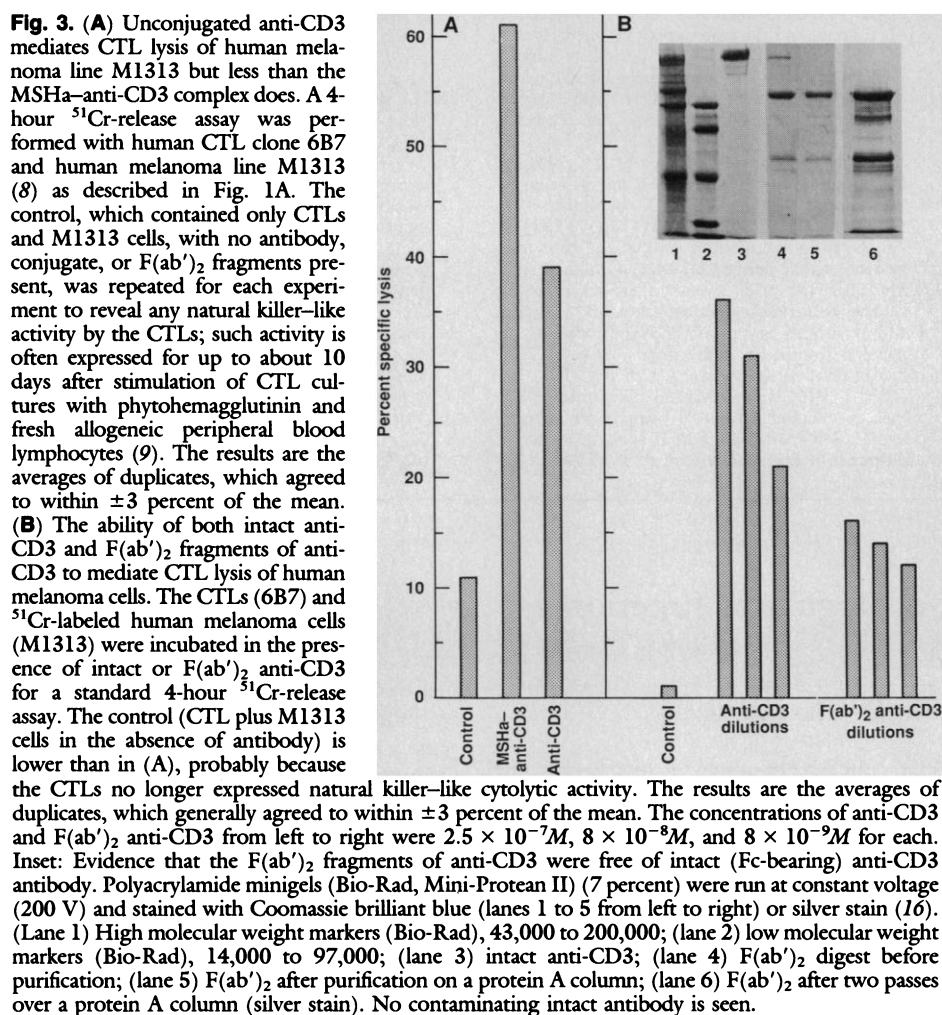 Fig. 3. (A) Unconjugated anti-CD3
mediates CTL lysis of human mela-
noma line M1313 but less than the
MSHa–anti-CD3 complex does. A 4-
hour ⁵¹Cr-release assay was per-
formed with human CTL clone 6B7
and human melanoma line M1313
(8) as described in Fig. 1A. The
control, which contained only CTLs
and M1313 cells, with no antibody,
conjugate, or F(ab')₂ fragments pre-
sent, was repeated for each experi-
ment to reveal any natural killer–like
activity by the CTLs; such activity is
often expressed for up to about 10
days after stimulation of CTL cul-
tures with phytohemagglutinin and
fresh allogeneic peripheral blood
lymphocytes (9). The results are the
averages of duplicates, which agreed
to within ±3 percent of the mean.
(B) The ability of both intact anti-
CD3 and F(ab')₂ fragments of anti-
CD3 to mediate CTL lysis of human
melanoma cells. The CTLs (6B7) and
⁵¹Cr-labeled human melanoma cells
(M1313) were incubated in the pres-
ence of intact or F(ab')₂ anti-CD3
for a standard 4-hour ⁵¹Cr-release
assay. The control (CTL plus M1313
cells in the absence of antibody) is
lower than in (A), probably because
the CTLs no longer expressed natural killer–like cytolytic activity. The results are the averages of
duplicates, which generally agreed to within ±3 percent of the mean. The concentrations of anti-CD3
and F(ab')₂ anti-CD3 from left to right were 2.5 × 10⁻⁷M, 8 × 10⁻⁸M, and 8 × 10⁻⁹M for each.
Inset: Evidence that the F(ab')₂ fragments of anti-CD3 were free of intact (Fc-bearing) anti-CD3
antibody. Polyacrylamide minigels (Bio-Rad, Mini-Protean II) (7 percent) were run at constant voltage
(200 V) and stained with Coomassie brilliant blue (lanes 1 to 5 from left to right) or silver stain (16).
(Lane 1) High molecular weight markers (Bio-Rad), 43,000 to 200,000; (lane 2) low molecular weight
markers (Bio-Rad), 14,000 to 97,000; (lane 3) intact anti-CD3; (lane 4) F(ab')₂ digest before
purification; (lane 5) F(ab')₂ after purification on a protein A column; (lane 6) F(ab')₂ after two passes
over a protein A column (silver stain). No contaminating intact antibody is seen.
A
B
Percent specific lysis
60
50
40
30
20
10
0
1 2 3 4 5 6
Control
MSHa–
anti-CD3
Anti-CD3
Control
Anti-CD3
dilutions
F(ab')₂ anti-CD3
dilutions